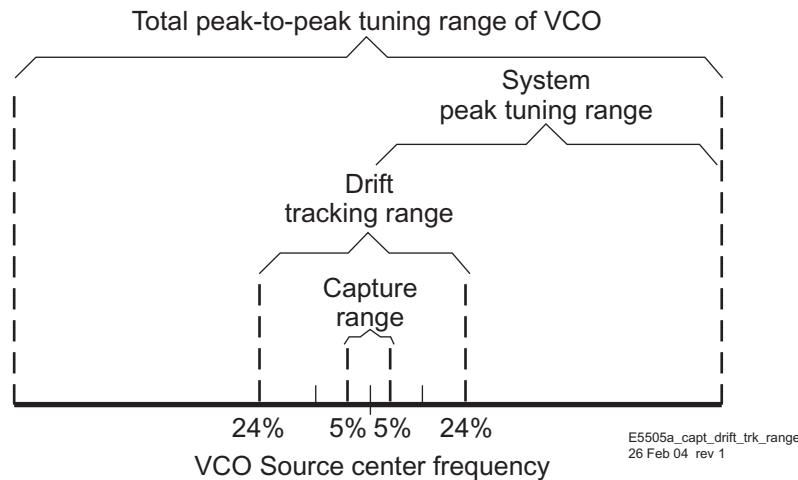 Total peak-to-peak tuning range of VCO
System
peak tuning range
Drift
tracking range
Capture
range
24% 5% 5% 24%
VCO Source center frequency
E5505a_capt_drift_trk_range
26 Feb 04 rev 1